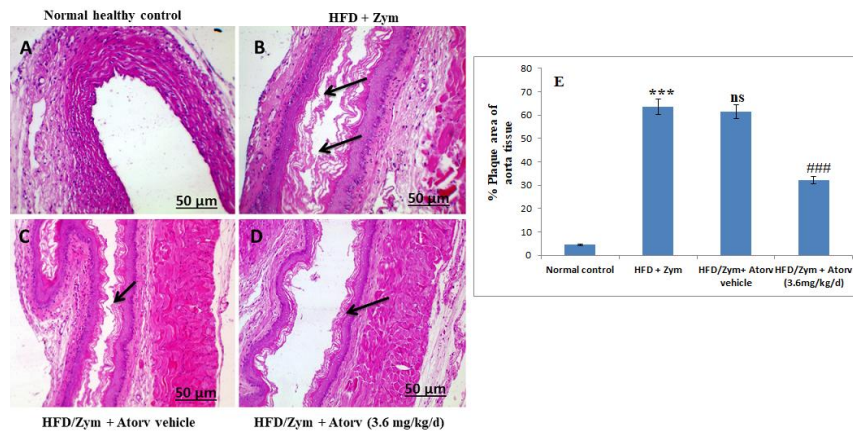 Normal healthy control
HFD + Zym
A
B
50 µm
50 µm
C
D
50 µm
50 µm
HFD/Zym + Atorv vehicle
HFD/Zym + Atorv (3.6 mg/kg/d)
E
% Plaque area of
aorta tissue
80
70
60
50
40
30
20
10
0
***
ns
###
Normal control
HFD + Zym
HFD/Zym+ Atorv
vehicle
HFD/Zym + Atorv
(3.6mg/kg/d)